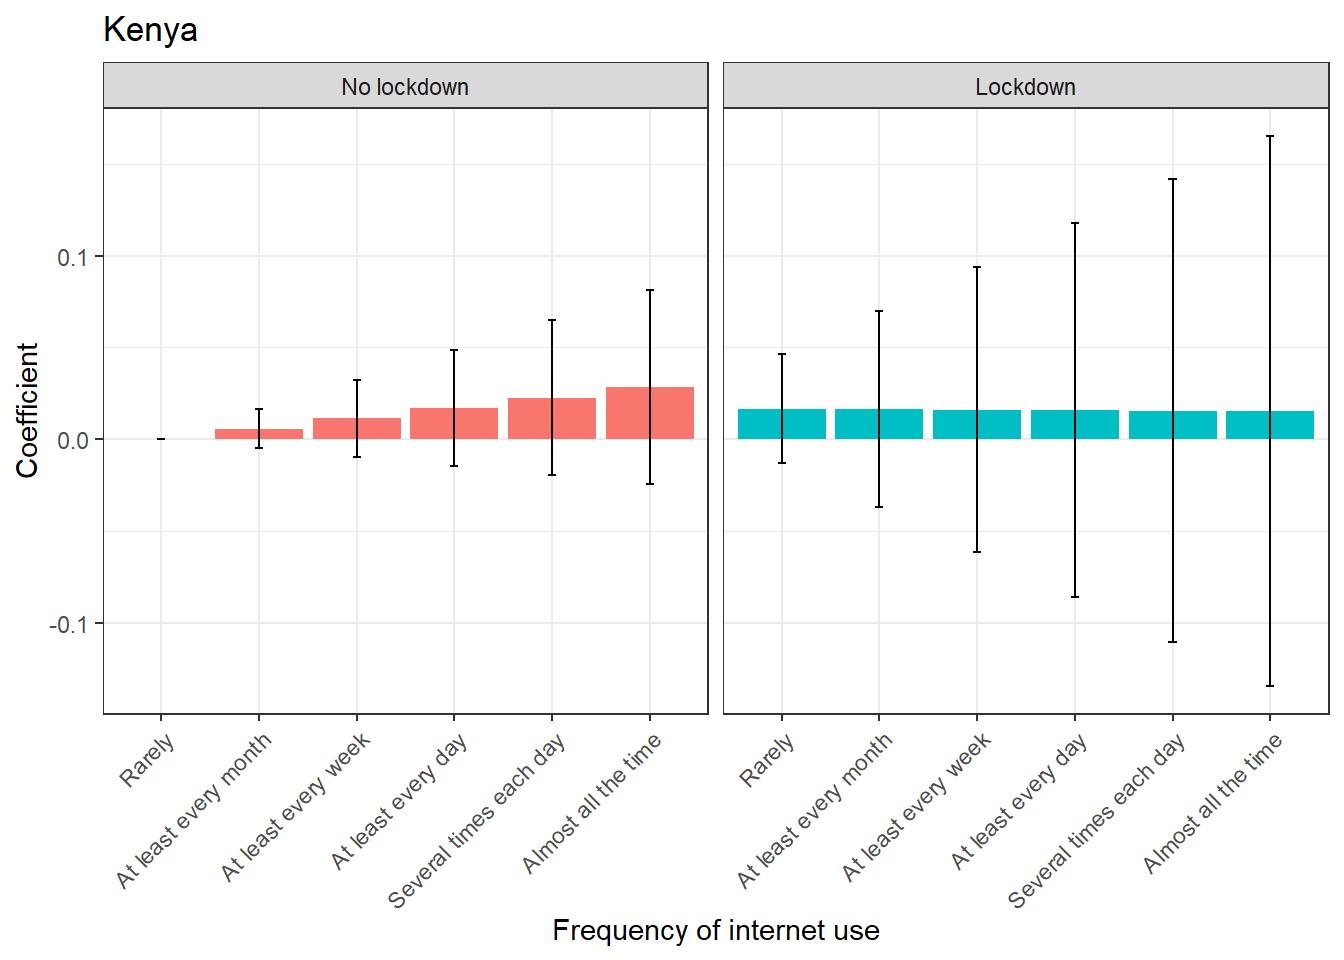 Kenya
No lockdown
Lockdown
Coefficient
0.1
0.0
-0.1
Rarely
At least every month
At least every week
At least every day
Several times each day
Almost all the time
Rarely
At least every month
At least every week
At least every day
Several times each day
Almost all the time
Frequency of internet use